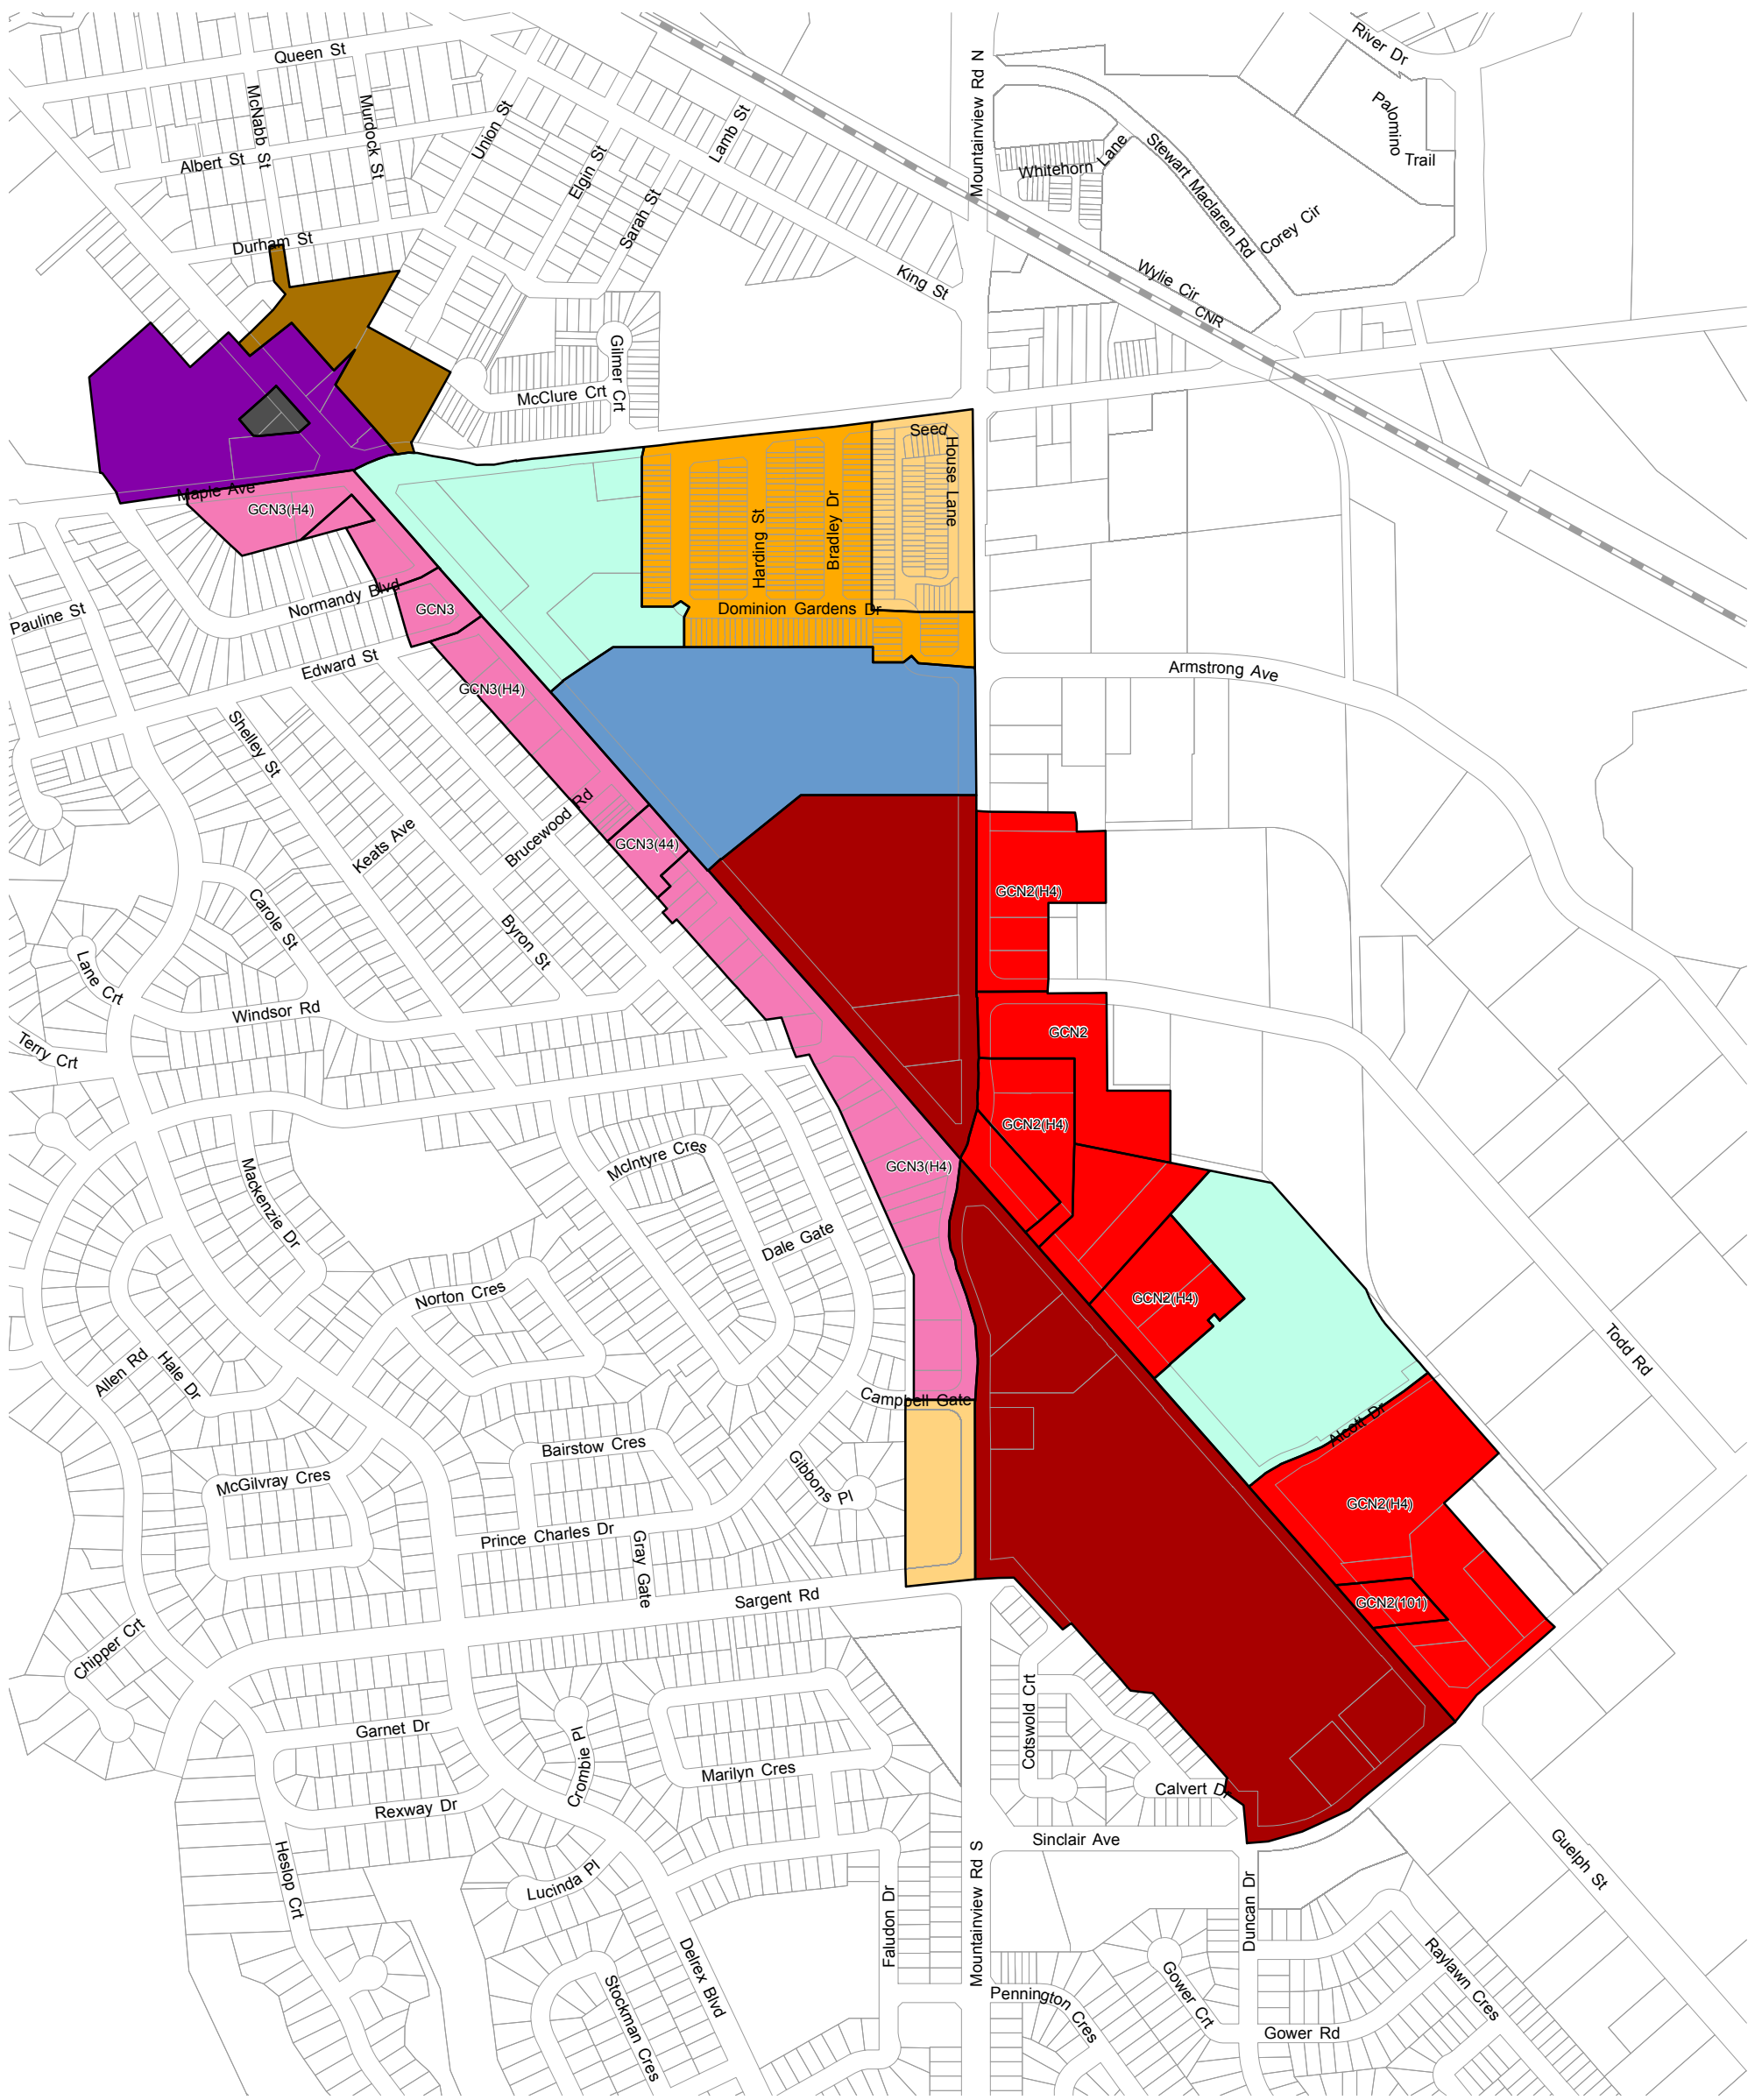 Queen St
River Dr
McNabb St
Murdock St
Union St
Lamb St
Mountainview Rd N
Palomino
Trail
Albert St
Elgin St
Whitehorn Lane
Stewart Maclaren Rd
Sarah St
Corey Cir
Durham St
King St
Wylie Cir
CNR
Gilmer Crt
McClure Crt
Seed
House Lane
Maple Ave
GCN3(H4)
Harding St
Bradley Dr
Normandy Blvd
GCN3
Dominion Gardens Dr
Pauline St
Edward St
Armstrong Ave
GCN3(H4)
Shelley St
Keats Ave
Brucewood Rd
GCN3(44)
GCN2(H4)
Carole St
Byron St
Lane Crt
Windsor Rd
GCN2
Terry Crt
GCN2(H4)
McIntyre Cres
GCN3(H4)
Mackenzie Dr
Dale Gate
Norton Cres
GCN2(H4)
Todd Rd
Allen Rd
Hale Dr
Campbell Gate
Alcott Dr
Bairstow Cres
McGilvray Cres
Gibbons Pl
GCN2(H4)
Prince Charles Dr
Gray Gate
Sargent Rd
GCN2(101)
Chipper Crt
Cotswold Crt
Garnet Dr
Crombie Pl
Marilyn Cres
Calvert Dr
Rexway Dr
Sinclair Ave
Guelph St
Heslop Crt
Lucinda Pl
Mountainview Rd S
Faludon Dr
Duncan Dr
Delrex Blvd
Raylawn Cres
Stockman Cres
Gower Crt
Pennington Cres
Gower Rd